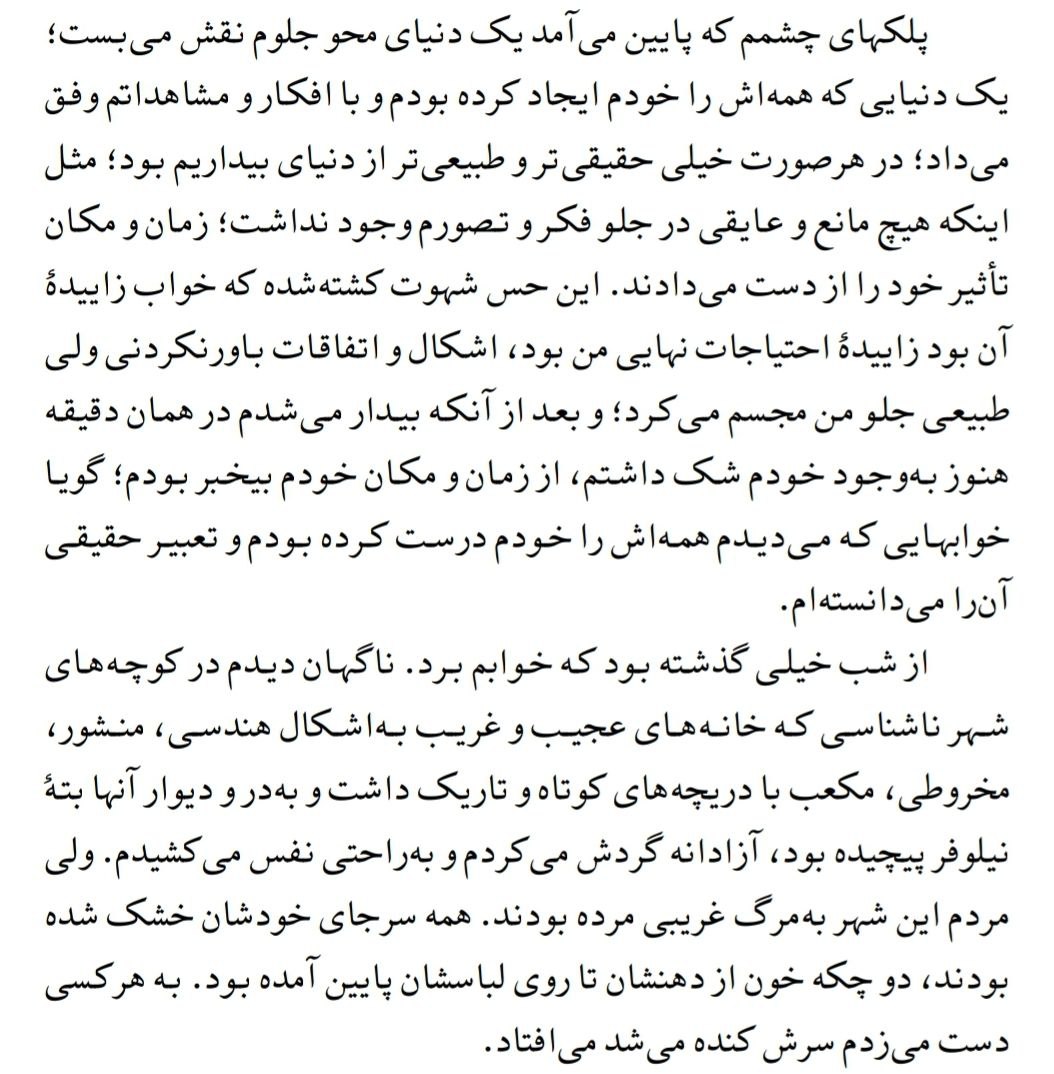 پلکهای چشمم که پایین می‌آمد یک دنیای محو جلوم نقش می‌بست؛
یک دنیایی که همه‌اش را خودم ایجاد کرده بودم و با افکار و مشاهداتم وفق
می‌داد؛ در هرصورت خیلی حقیقی‌تر و طبیعی‌تر از دنیای بیداریم بود؛ مثل
اینکه هیچ مانع و عایقی در جلو فکر و تصورم وجود نداشت؛ زمان و مکان
تأثیر خود را از دست می‌دادند. این حس شهوت کشته‌شده که خواب زاییدهٔ
آن بود زاییدهٔ احتیاجات نهایی من بود، اشکال و اتفاقات باورنکردنی ولی
طبیعی جلو من مجسم می‌کرد؛ و بعد از آنکه بیدار می‌شدم در همان دقیقه
هنوز به‌وجود خودم شک داشتم، از زمان و مکان خودم بیخبر بودم؛ گویا
خوابهایی که می‌دیدم همه‌اش را خودم درست کرده بودم و تعبیر حقیقی
آن‌را می‌دانسته‌ام.
از شب خیلی گذشته بود که خوابم برد. ناگهان دیدم در کوچه‌های
شهر ناشناسی که خانه‌های عجیب و غریب به‌اشکال هندسی، منشور،
مخروطی، مکعب با دریچه‌های کوتاه و تاریک داشت و به‌در و دیوار آنها بتهٔ
نیلوفر پیچیده بود، آزادانه گردش می‌کردم و به‌راحتی نفس می‌کشیدم. ولی
مردم این شهر به‌مرگ غریبی مرده بودند. همه سرجای خودشان خشک شده
بودند، دو چکه خون از دهنشان تا روی لباسشان پایین آمده بود. به هرکسی
دست می‌زدم سرش کنده می‌شد می‌افتاد.